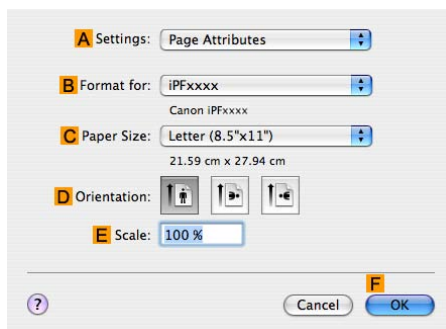 A Settings: Page Attributes
B Format for: iPFxxxx
Canon iPFxxxx
C Paper Size: Letter (8.5"x11")
21.59 cm x 27.94 cm
D Orientation:
E Scale: 100 %
F
? Cancel OK